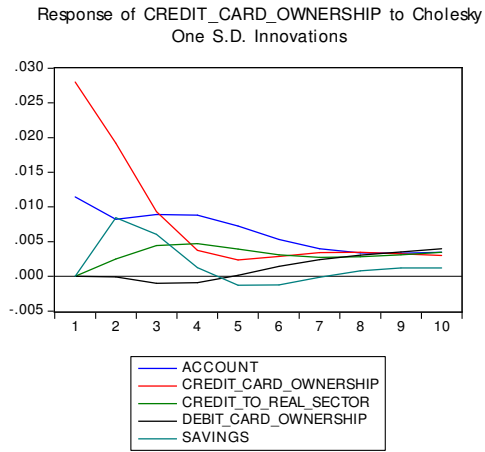 Response of CREDIT_CARD_OWNERSHIP to Cholesky
One S.D. Innovations
.030
.025
.020
.015
.010
.005
.000
-.005
1 2 3 4 5 6 7 8 9 10
ACCOUNT
CREDIT_CARD_OWNERSHIP
CREDIT_TO_REAL_SECTOR
DEBIT_CARD_OWNERSHIP
SAVINGS